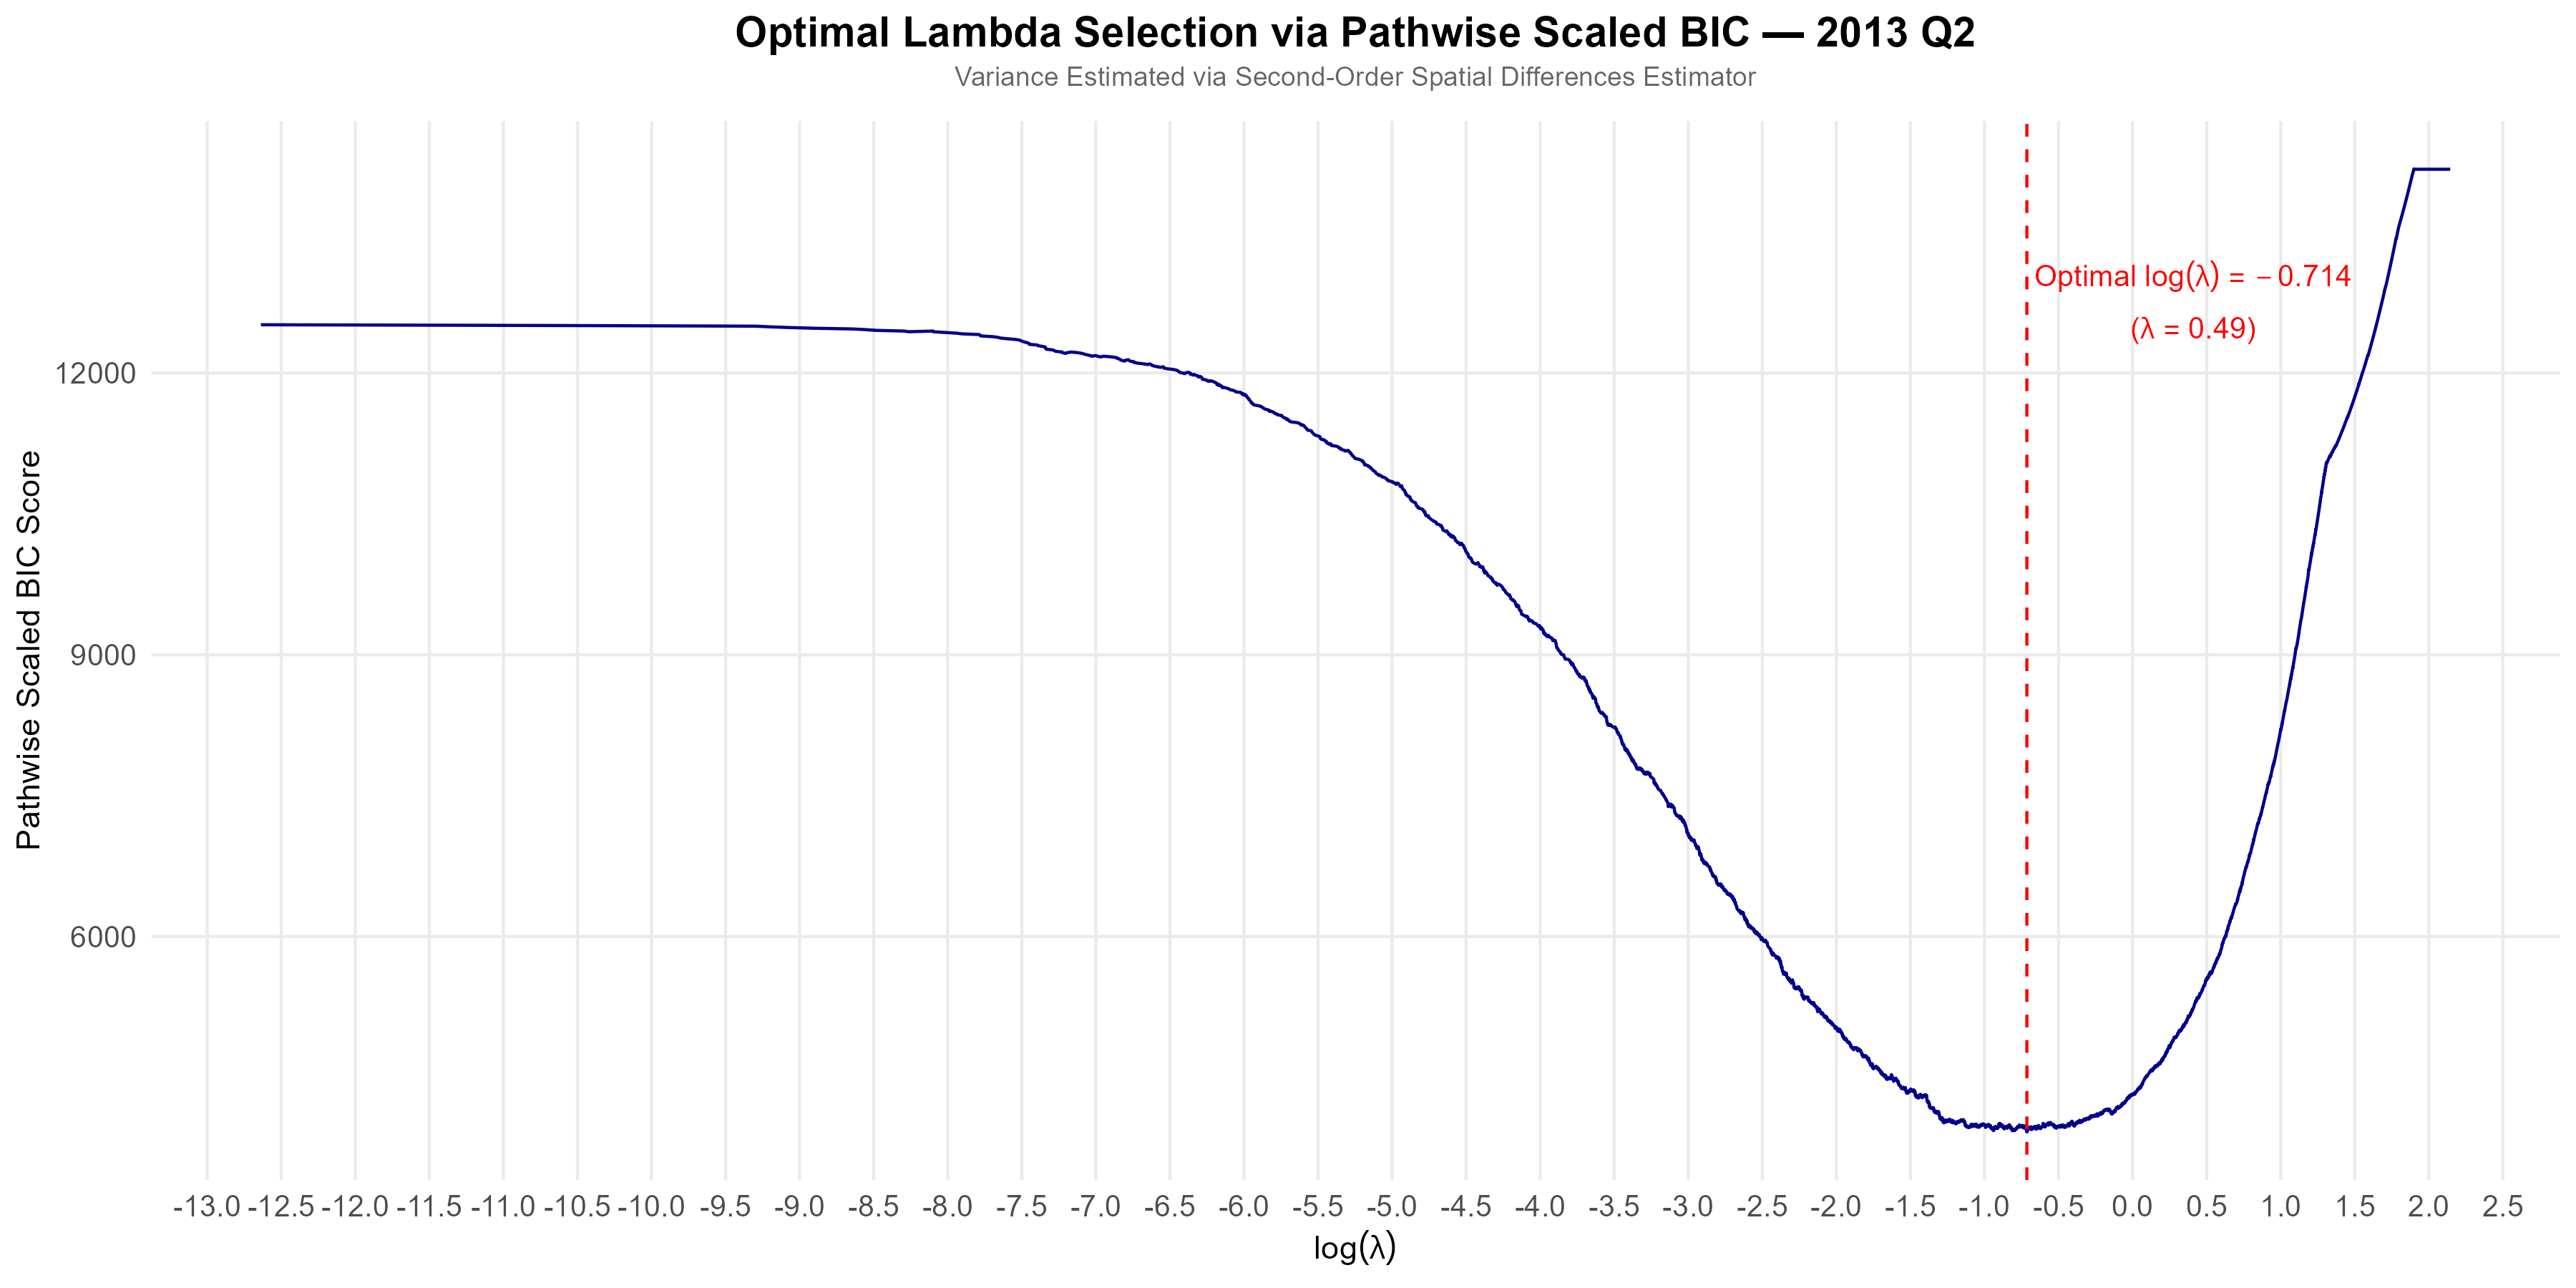 Optimal Lambda Selection via Pathwise Scaled BIC — 2013 Q2
Variance Estimated via Second-Order Spatial Differences Estimator
Optimal log(λ) = −0.714
(λ = 0.49)
12000
9000
6000
Pathwise Scaled BIC Score
-13.0 -12.5 -12.0 -11.5 -11.0 -10.5 -10.0 -9.5 -9.0 -8.5 -8.0 -7.5 -7.0 -6.5 -6.0 -5.5 -5.0 -4.5 -4.0 -3.5 -3.0 -2.5 -2.0 -1.5 -1.0 -0.5 0.0 0.5 1.0 1.5 2.0 2.5
log(λ)